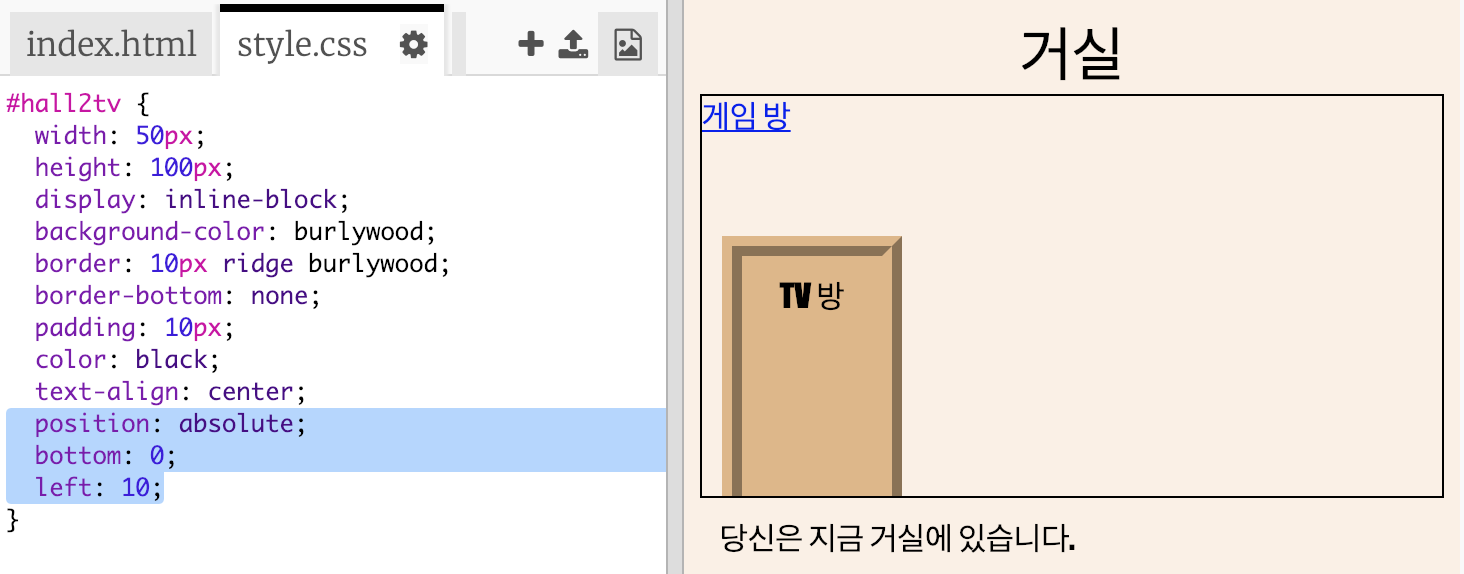 index.html style.css
#hall2tv {
width: 50px;
height: 100px;
display: inline-block;
background-color: burlywood;
border: 10px ridge burlywood;
border-bottom: none;
padding: 10px;
color: black;
text-align: center;
position: absolute;
bottom: 0;
left: 10;
}
거실
게임 방
TV 방
당신은 지금 거실에 있습니다.